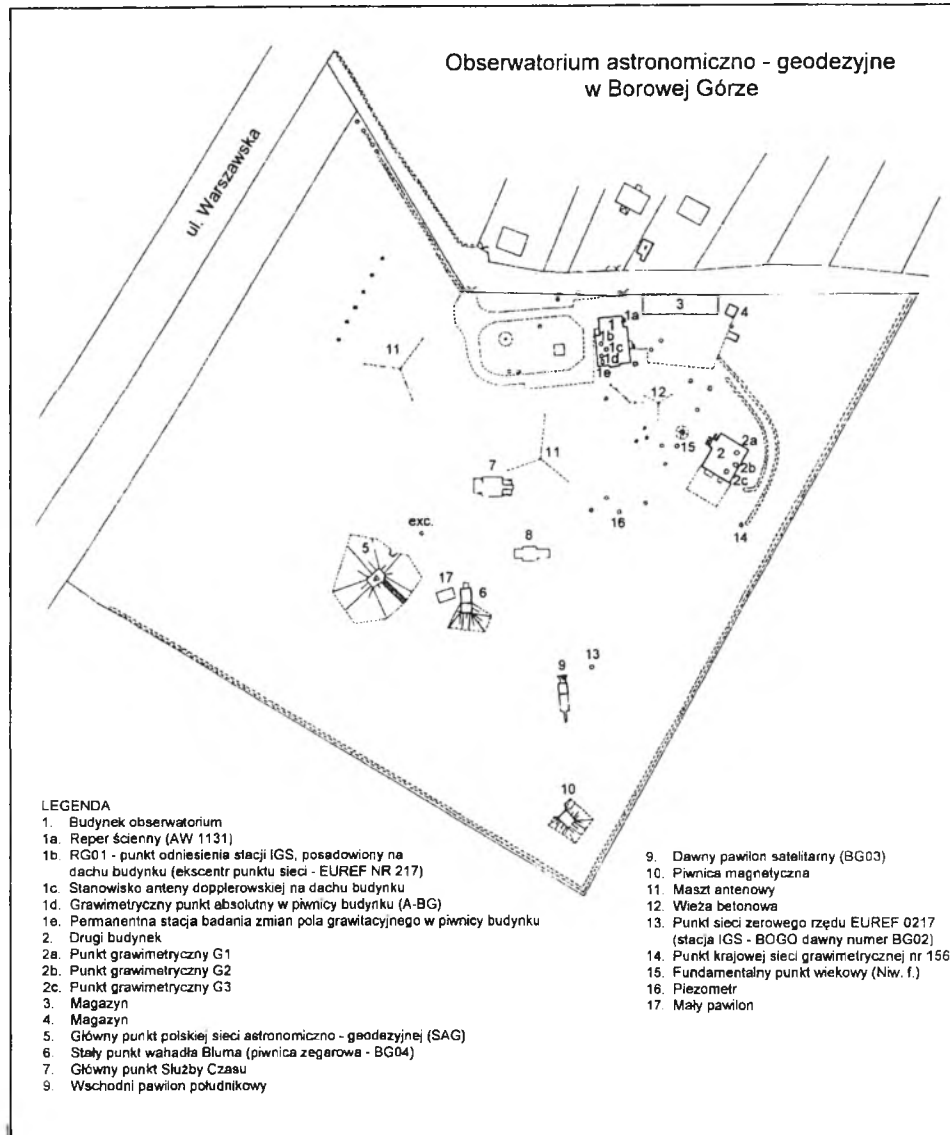 Obserwatorium astronomiczno - geodezyjne
w Borowej Górze
ul. Warszawska
3
4
1
1a
1b
1c
1d
1e
11
12
2a
2
2b
2c
15
11
7
16
14
exc.
8
5
17
6
13
9
10
LEGENDA
1. Budynek obserwatorium
1a. Reper ścienny (AW 1131)
1b. RG01 - punkt odniesienia stacji IGS, posadowiony na
dachu budynku (ekscentr punktu sieci - EUREF NR 217)
1c. Stanowisko anteny dopplerowskiej na dachu budynku
1d. Grawimetryczny punkt absolutny w piwnicy budynku (A-BG)
1e. Permanentna stacja badania zmian pola grawitacyjnego w piwnicy budynku
2. Drugi budynek
2a. Punkt grawimetryczny G1
2b. Punkt grawimetryczny G2
2c. Punkt grawimetryczny G3
3. Magazyn
4. Magazyn
5. Główny punkt polskiej sieci astronomiczno - geodezyjnej (SAG)
6. Stały punkt wahadła Bluma (piwnica zegarowa - BG04)
7. Główny punkt Służby Czasu
9. Wschodni pawilon południkowy
9. Dawny pawilon satelitarny (BG03)
10. Piwnica magnetyczna
11. Maszt antenowy
12. Wieża betonowa
13. Punkt sieci zerowego rzędu EUREF 0217
(stacja IGS - BOGO dawny numer BG02)
14. Punkt krajowej sieci grawimetrycznej nr 156
15. Fundamentalny punkt wiekowy (Niw. f.)
16. Piezometr
17. Mały pawilon